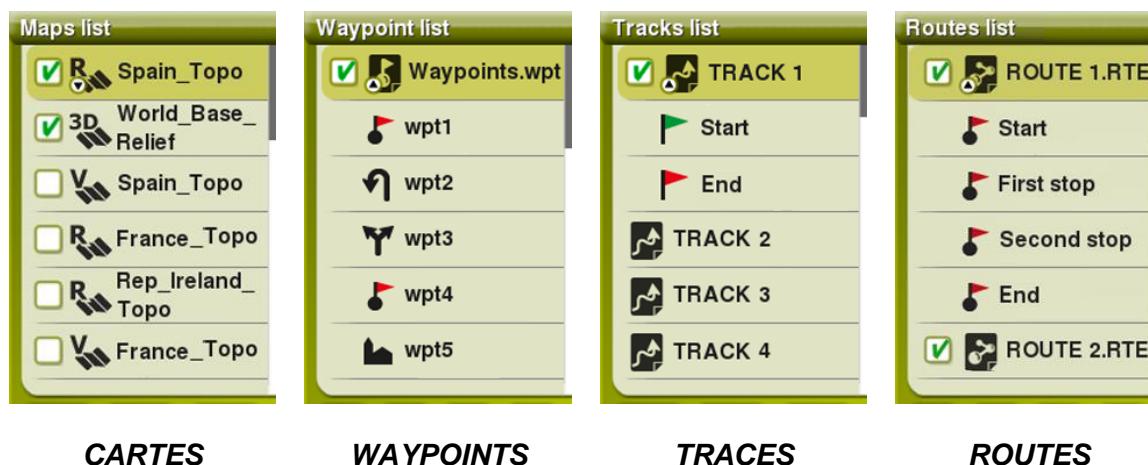 Maps list
R Spain_Topo
3D World_Base_
Relief
V Spain_Topo
R France_Topo
R Rep_Ireland_
Topo
V France_Topo
CARTES
Waypoint list
Waypoints.wpt
wpt1
wpt2
wpt3
wpt4
wpt5
WAYPOINTS
Tracks list
TRACK 1
Start
End
TRACK 2
TRACK 3
TRACK 4
TRACES
Routes list
ROUTE 1.RTE
Start
First stop
Second stop
End
ROUTE 2.RTE
ROUTES